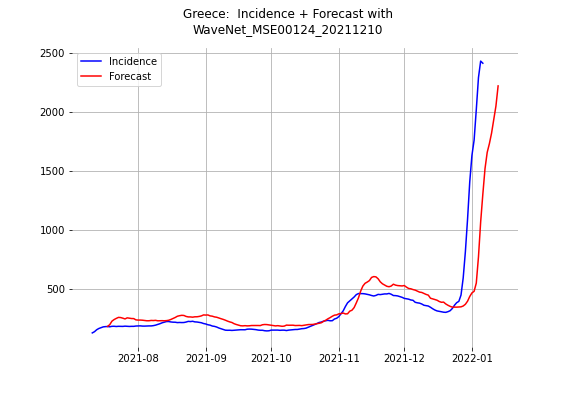 Greece:  Incidence + Forecast with
WaveNet_MSE00124_20211210
Incidence
Forecast
2500
2000
1500
1000
500
2021-08 2021-09 2021-10 2021-11 2021-12 2022-01